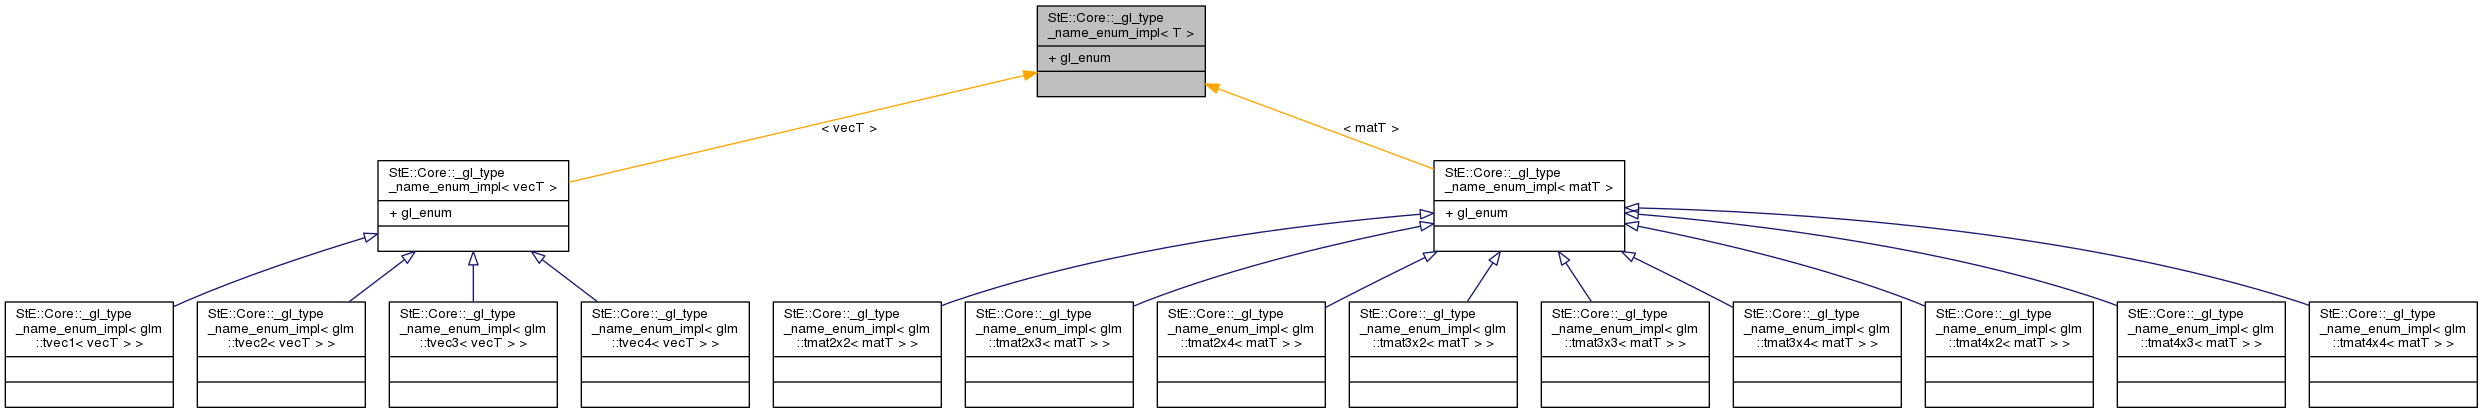 StE::Core::_gl_type
_name_enum_impl< T >
+ gl_enum
< vecT >
< matT >
StE::Core::_gl_type
_name_enum_impl< vecT >
+ gl_enum
StE::Core::_gl_type
_name_enum_impl< matT >
+ gl_enum
StE::Core::_gl_type
_name_enum_impl< glm
::tvec1< vecT > >
StE::Core::_gl_type
_name_enum_impl< glm
::tvec2< vecT > >
StE::Core::_gl_type
_name_enum_impl< glm
::tvec3< vecT > >
StE::Core::_gl_type
_name_enum_impl< glm
::tvec4< vecT > >
StE::Core::_gl_type
_name_enum_impl< glm
::tmat2x2< matT > >
StE::Core::_gl_type
_name_enum_impl< glm
::tmat2x3< matT > >
StE::Core::_gl_type
_name_enum_impl< glm
::tmat2x4< matT > >
StE::Core::_gl_type
_name_enum_impl< glm
::tmat3x2< matT > >
StE::Core::_gl_type
_name_enum_impl< glm
::tmat3x3< matT > >
StE::Core::_gl_type
_name_enum_impl< glm
::tmat3x4< matT > >
StE::Core::_gl_type
_name_enum_impl< glm
::tmat4x2< matT > >
StE::Core::_gl_type
_name_enum_impl< glm
::tmat4x3< matT > >
StE::Core::_gl_type
_name_enum_impl< glm
::tmat4x4< matT > >